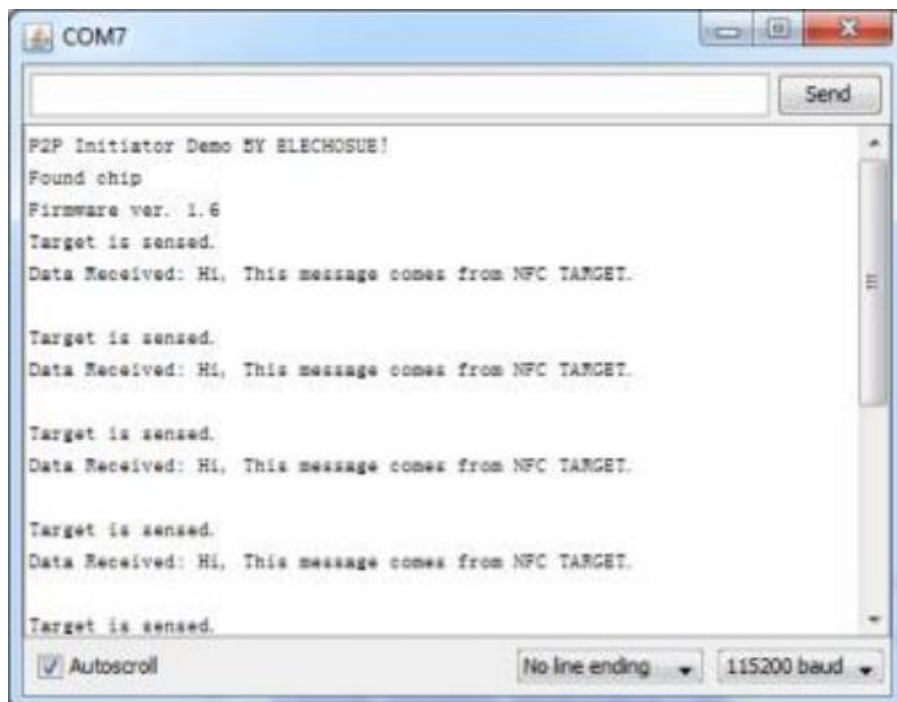 COM7
Send
P2P Initiator Demo BY ELECHOSUE!
Found chip
Firmware ver. 1.6
Target is sensed.
Data Received: Hi, This message comes from NFC TARGET.
Target is sensed.
Data Received: Hi, This message comes from NFC TARGET.
Target is sensed.
Data Received: Hi, This message comes from NFC TARGET.
Target is sensed.
Data Received: Hi, This message comes from NFC TARGET.
Target is sensed.
Autoscroll
No line ending
115200 baud